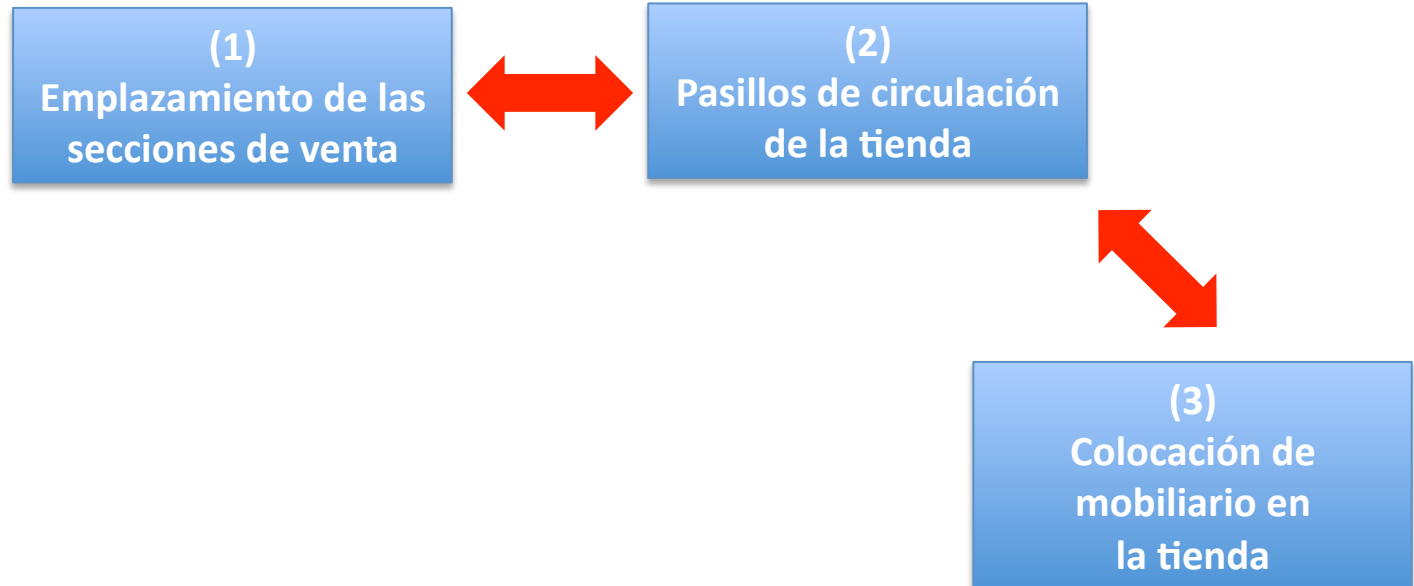 (1)
Emplazamiento de las
secciones de venta
(2)
Pasillos de circulación
de la tienda
(3)
Colocación de
mobiliario en
la tienda